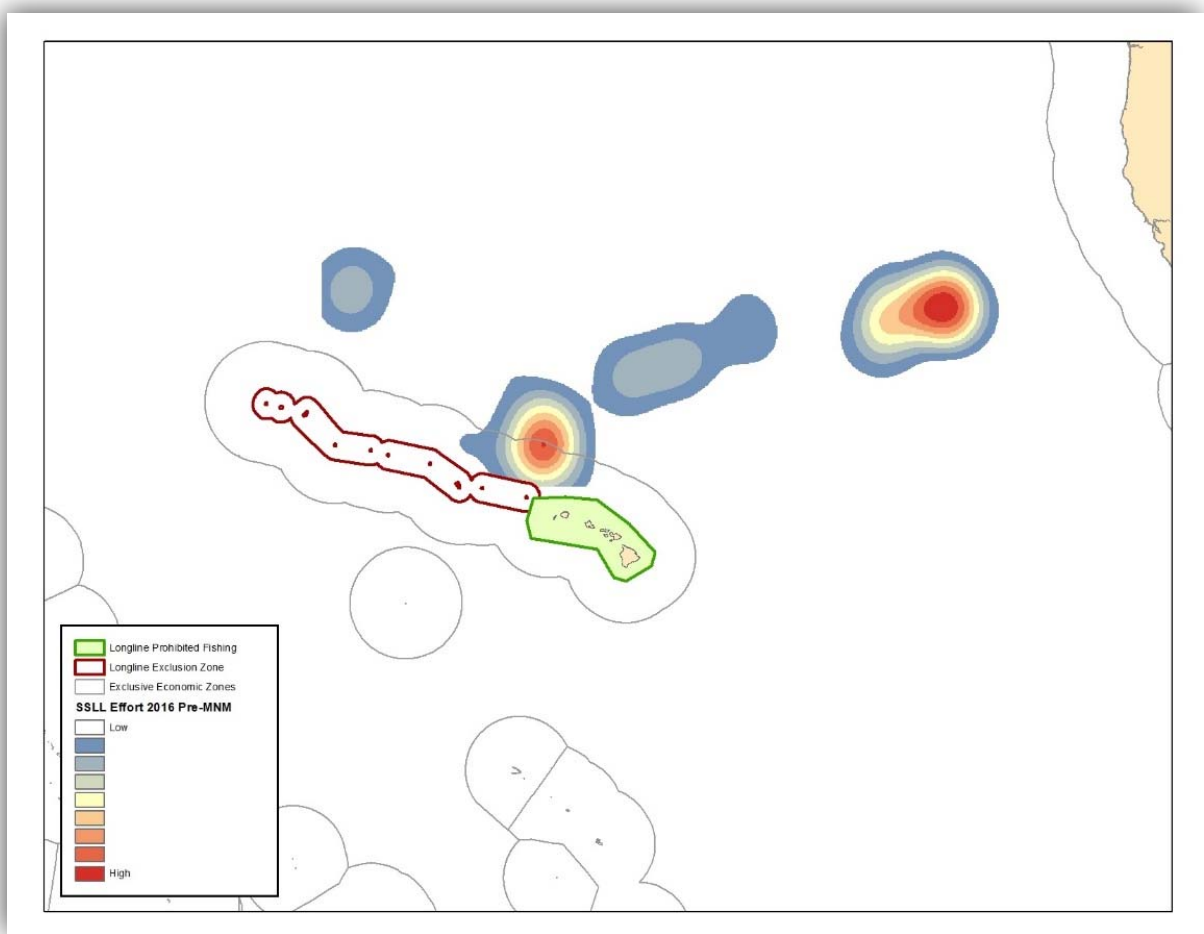 Longline Prohibited Fishing
Longline Exclusion Zone
Exclusive Economic Zones
SSLL Effort 2016 Pre-MNM
Low
High